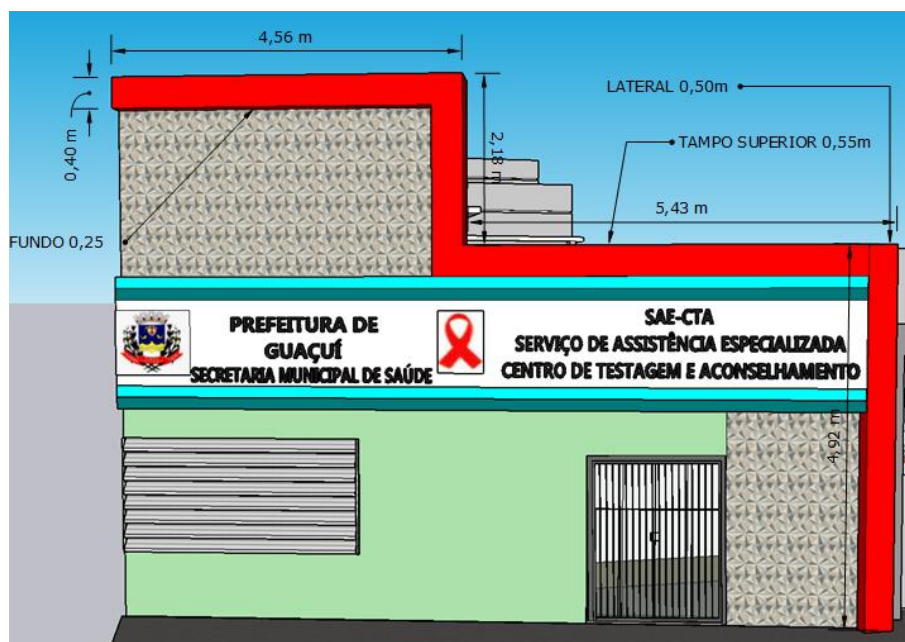 4,56 m
LATERAL 0,50m
0,40 m
2,18 m
TAMPO SUPERIOR 0,55m
5,43 m
FUNDO 0,25
PREFEITURA DE
GUAÇUÍ
SECRETARIA MUNICIPAL DE SAÚDE
SAE-CTA
SERVIÇO DE ASSISTÊNCIA ESPECIALIZADA
CENTRO DE TESTAGEM E ACONSELHAMENTO
4,92 m